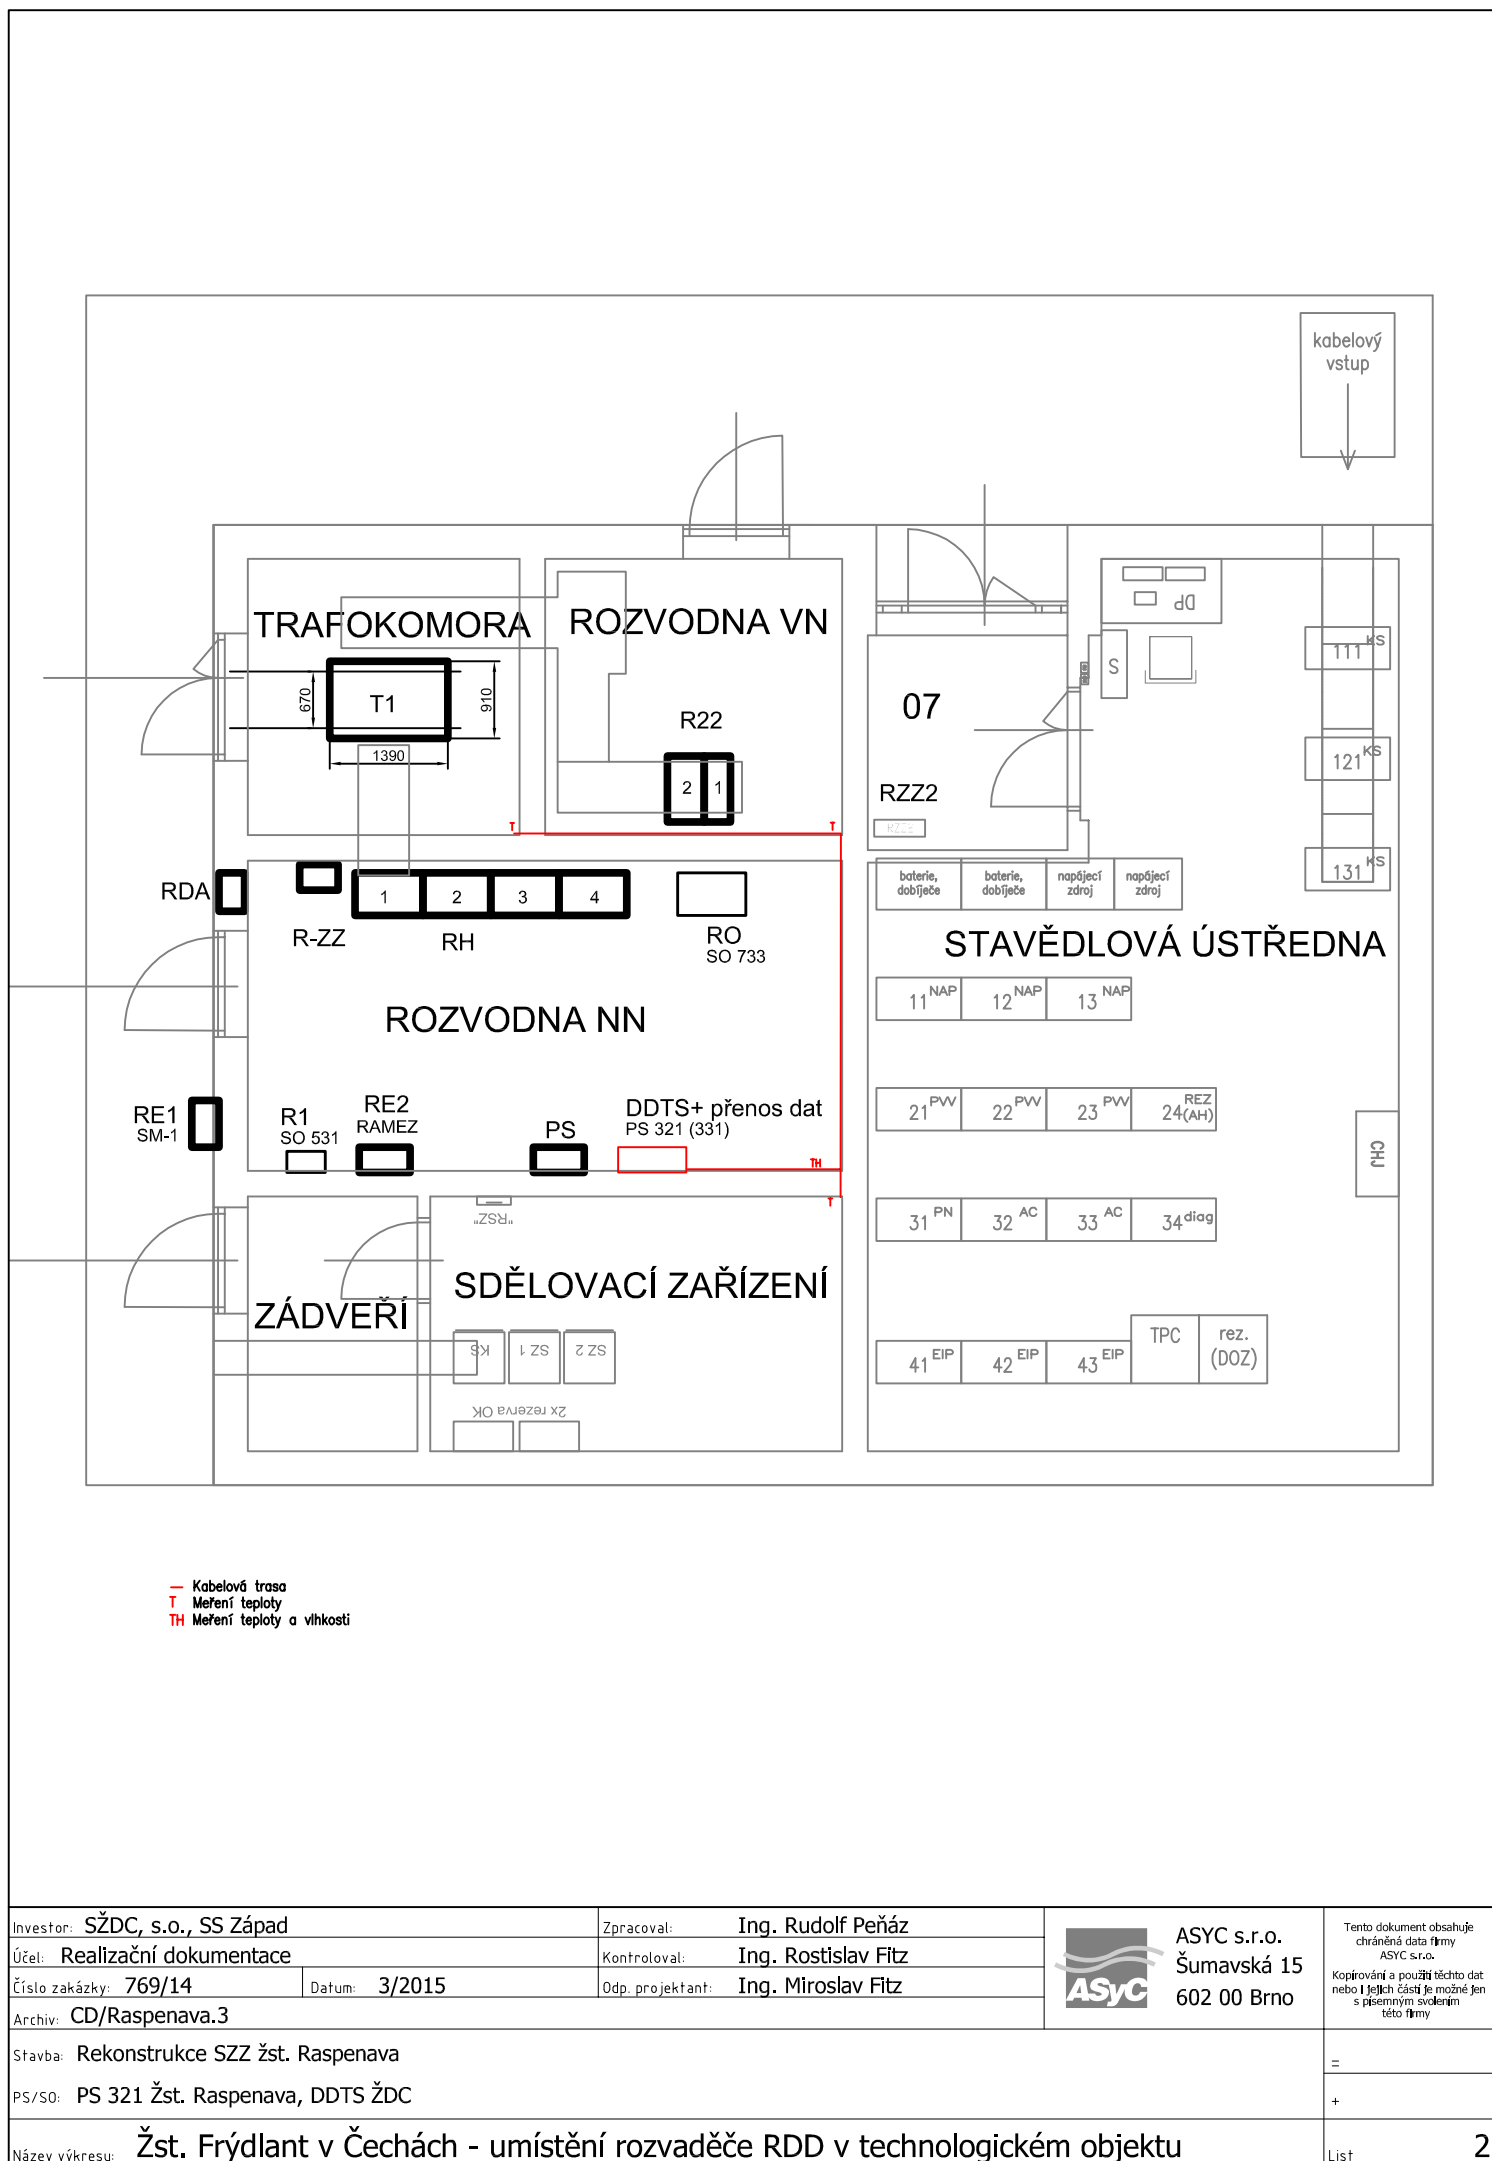 kabelový
vstup
TRAFOKOMORA
ROZVODNA VN
DP
S
111 KS
670
T1
910
07
R22
1390
121 KS
2
1
RZZ2
T
T
131 KS
RDA
baterie,
dobíječe
baterie,
dobíječe
napájecí
zdroj
napájecí
zdroj
1
2
3
4
R-ZZ
RH
RO
SO 733
STAVĚDLOVÁ ÚSTŘEDNA
11 NAP
12 NAP
13 NAP
ROZVODNA NN
RE1
SM-1
R1
SO 531
RE2
RAMEZ
PS
DDTS+ přenos dat
PS 321 (331)
21 PVV
22 PVV
23 PVV
24 REZ
(AH)
CHJ
TH
T
"RSZ"
31 PN
32 AC
33 AC
34 diag
SDĚLOVACÍ ZAŘÍZENÍ
ZÁDVEŘÍ
KS
SZ 1
SZ 2
41 EIP
42 EIP
43 EIP
TPC
rez.
(DOZ)
2x rezerva OK
Kabelová trasa
T Meření teploty
TH Meření teploty a vlhkosti
Investor: SŽDC, s.o., SS Západ
Zpracoval: Ing. Rudolf Peňáz
Účel: Realizační dokumentace
Kontroloval: Ing. Rostislav Fitz
Číslo zakázky: 769/14
Datum: 3/2015
Odp. projektant: Ing. Miroslav Fitz
Archiv: CD/Raspenava.3
ASyC
ASYC s.r.o.
Šumavská 15
602 00 Brno
Tento dokument obsahuje
chráněná data firmy
ASYC s.r.o.
Kopírování a použití těchto dat
nebo i jejich částí je možné jen
s písemným svolením
této firmy
Stavba: Rekonstrukce SZZ žst. Raspenava
=
PS/SO: PS 321 Žst. Raspenava, DDTS ŽDC
+
Název výkresu: Žst. Frýdlant v Čechách - umístění rozvaděče RDD v technologickém objektu
List 2